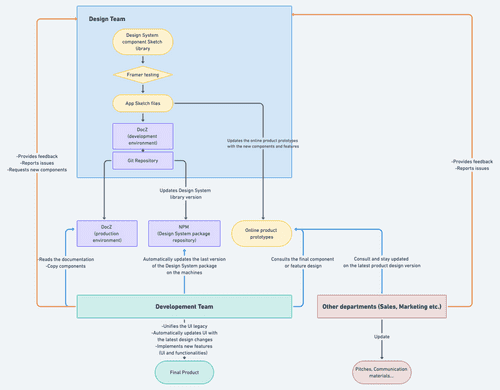 Design Team
Design System
component Sketch
library
Framer testing
App Sketch files
DocZ
(development
environment)
Git Repository
Updates the online product prototypes
with the new components and features
-Provides feedback
-Reports issues
-Requests new components
-Provides feedback
-Reports issues
Updates Design System
library version
DocZ
(production
environment)
NPM
(Design System package
repository)
Online product
prototypes
-Reads the documentation
-Copy components
Automatically updates the last version
of the Design System package
on the machines
Consults the final component
or feature design
Consult and stay updated
on the latest product design version
Developement Team
Other departments (Sales, Marketing etc.)
-Unifies the UI legacy
-Automatically updates UI with
the latest design changes
-Implements new features
(UI and functionalities)
Update
Final Product
Pitches, Communication
materials...